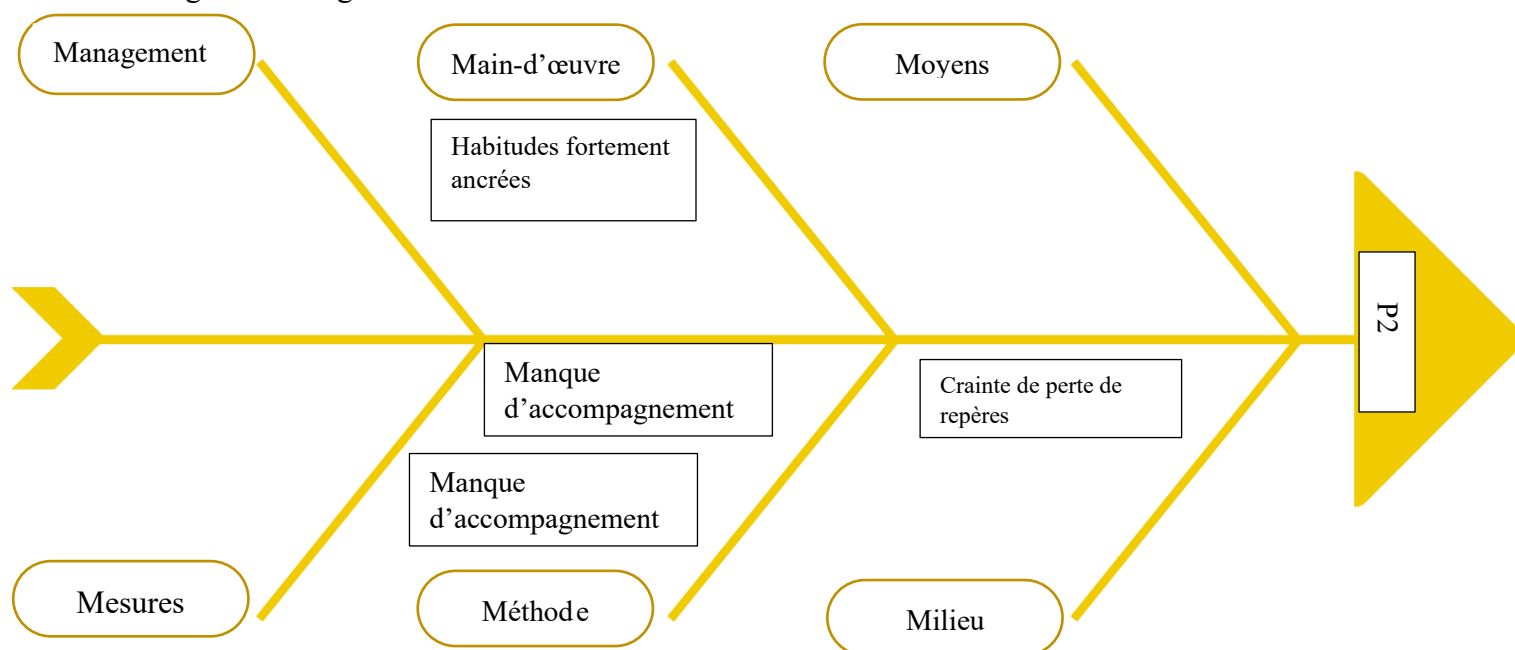 Management
Main-d’œuvre
Moyens
Habitudes fortement
ancrées
P2
Manque
d’accompagnement
Crainte de perte de
repères
Manque
d’accompagnement
Mesures
Méthode
Milieu